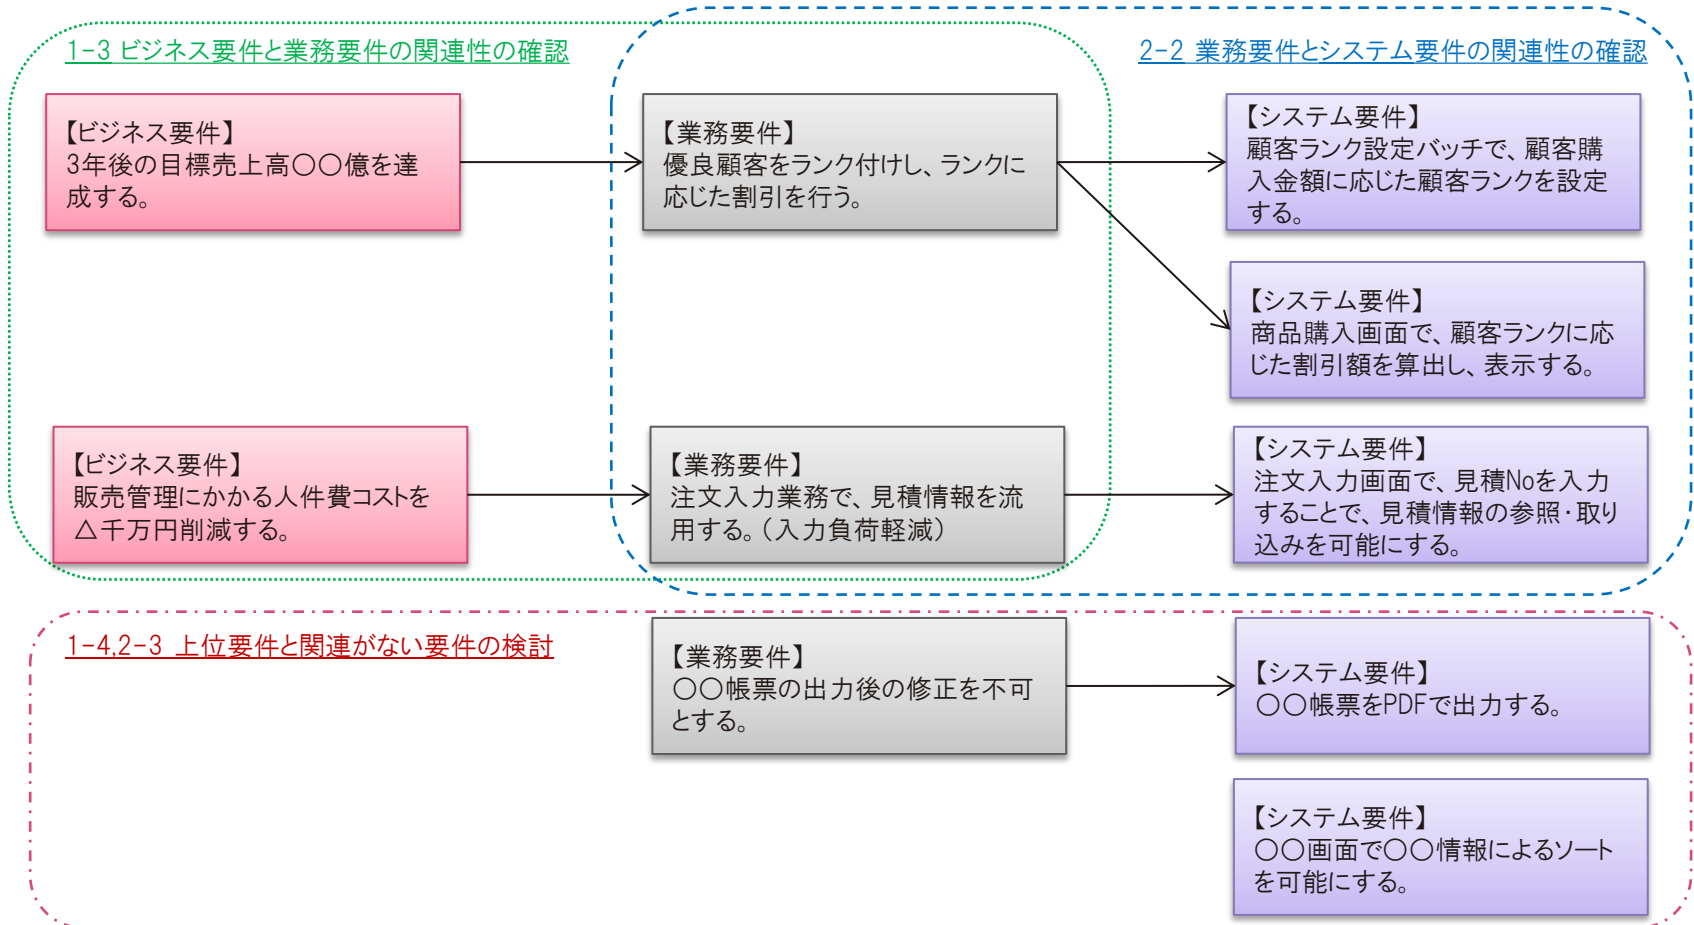 1-3 ビジネス要件と業務要件の関連性の確認
2-2 業務要件とシステム要件の関連性の確認
【ビジネス要件】
3年後の目標売上高〇〇億を達
成する。
【業務要件】
優良顧客をランク付けし、ランクに
応じた割引を行う。
【システム要件】
顧客ランク設定バッチで、顧客購
入金額に応じた顧客ランクを設定
する。
【システム要件】
商品購入画面で、顧客ランクに応
じた割引額を算出し、表示する。
【ビジネス要件】
販売管理にかかる人件費コストを
△千万円削減する。
【業務要件】
注文入力業務で、見積情報を流
用する。（入力負荷軽減）
【システム要件】
注文入力画面で、見積Noを入力
することで、見積情報の参照・取り
込みを可能にする。
1-4,2-3 上位要件と関連がない要件の検討
【業務要件】
〇〇帳票の出力後の修正を不可
とする。
【システム要件】
〇〇帳票をPDFで出力する。
【システム要件】
〇〇画面で〇〇情報によるソート
を可能にする。